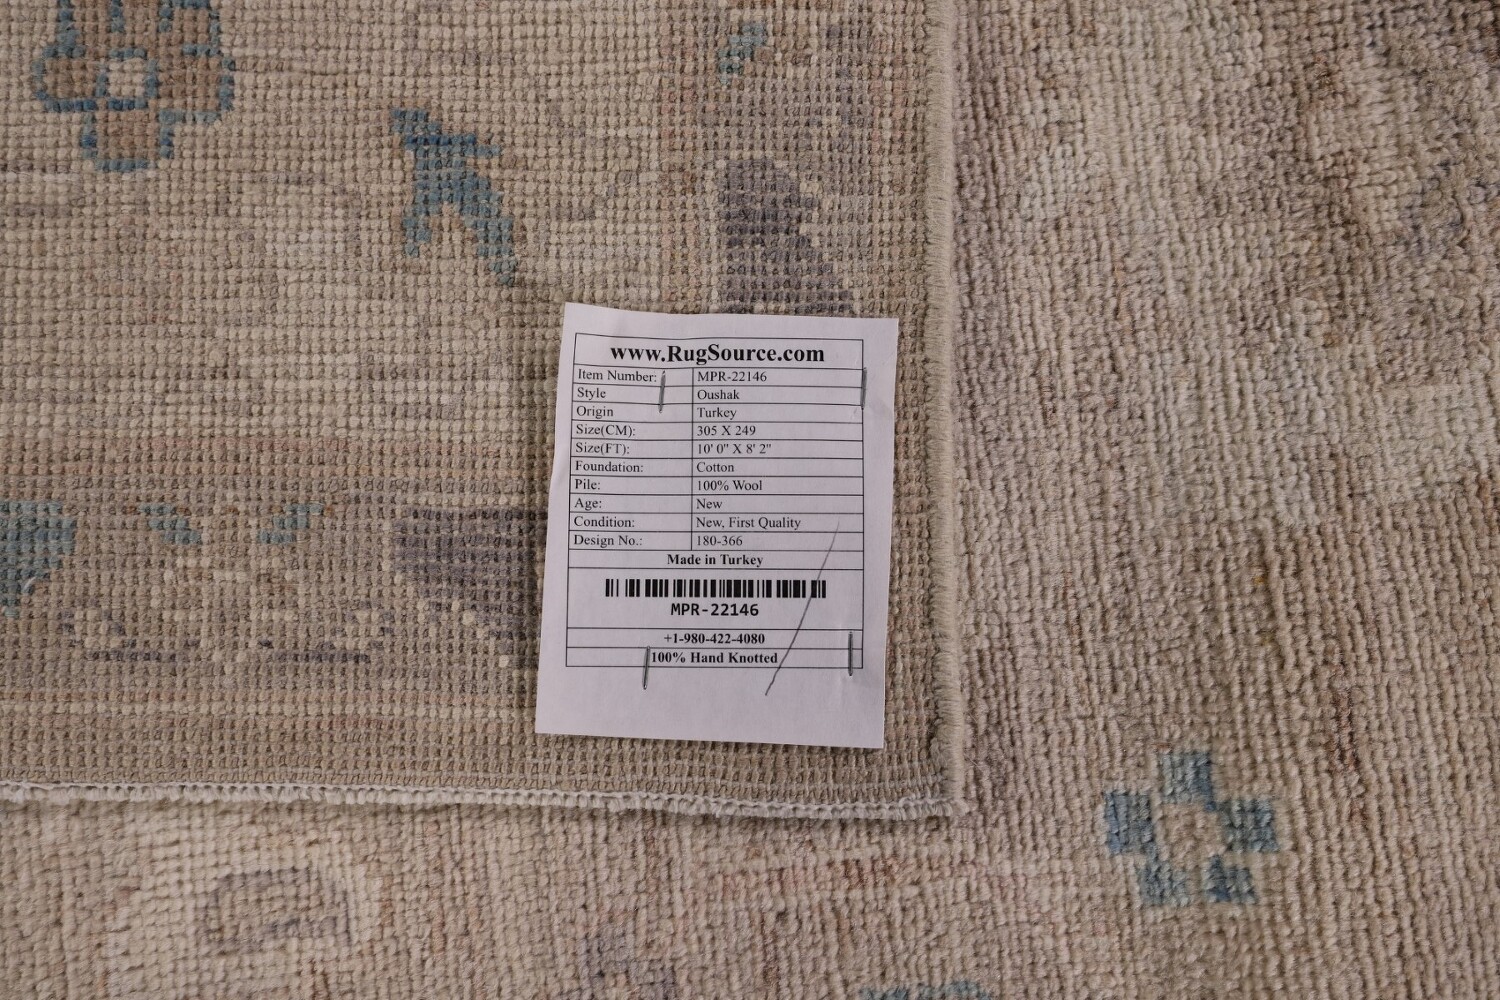 www.RugSource.com
Item Number: MPR-22146
Style Oushak
Origin Turkey
Size(CM): 305 X 249
Size(FT): 10' 0" X 8' 2"
Foundation: Cotton
Pile: 100% Wool
Age: New
Condition: New, First Quality
Design No.: 180-366
Made in Turkey
MPR-22146
+1-980-422-4080
100% Hand Knotted